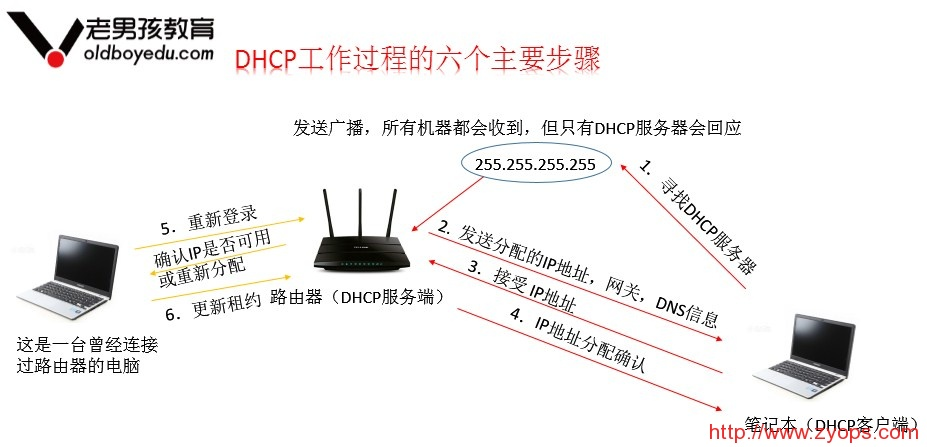 老男孩教育
oldboyedu.com
DHCP工作过程的六个主要步骤
发送广播，所有机器都会收到，但只有DHCP服务器会回应
255.255.255.255
1．寻找DHCP服务器
2．发送分配的IP地址，网关，DNS信息
3．接受 IP地址
4．IP地址分配确认
5．重新登录
确认IP是否可用
或重新分配
6．更新租约
路由器（DHCP服务端）
这是一台曾经连接
过路由器的电脑
笔记本（DHCP客户端）
http://www.zyops.com